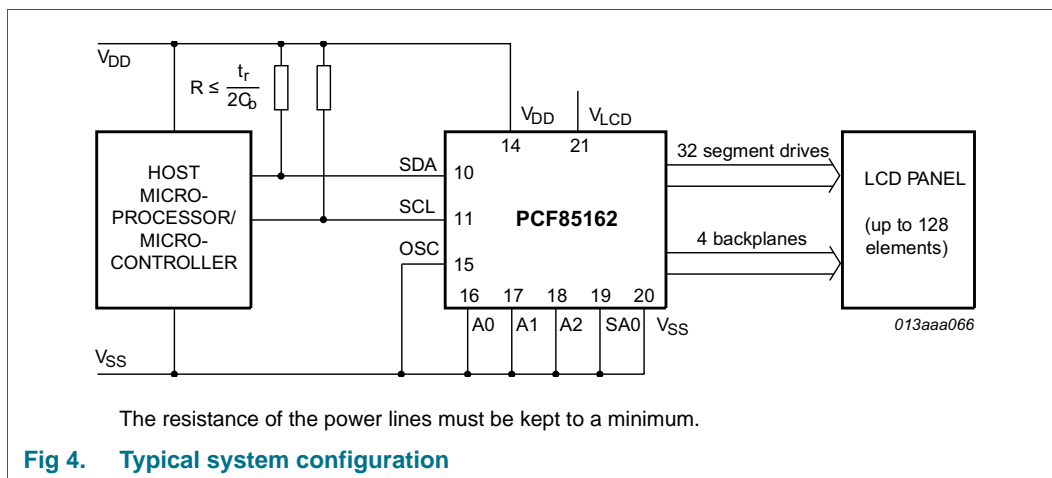 VDD
R ≤ tr
2Cb
VDD
VLCD
14
21
HOST
MICRO-
PROCESSOR/
MICRO-
CONTROLLER
SDA
10
SCL
11
OSC
15
PCF85162
16 17 18 19 20
A0 A1 A2 SA0 VSS
32 segment drives
4 backplanes
LCD PANEL
(up to 128
elements)
013aaa066
VSS
The resistance of the power lines must be kept to a minimum.
Fig 4. Typical system configuration